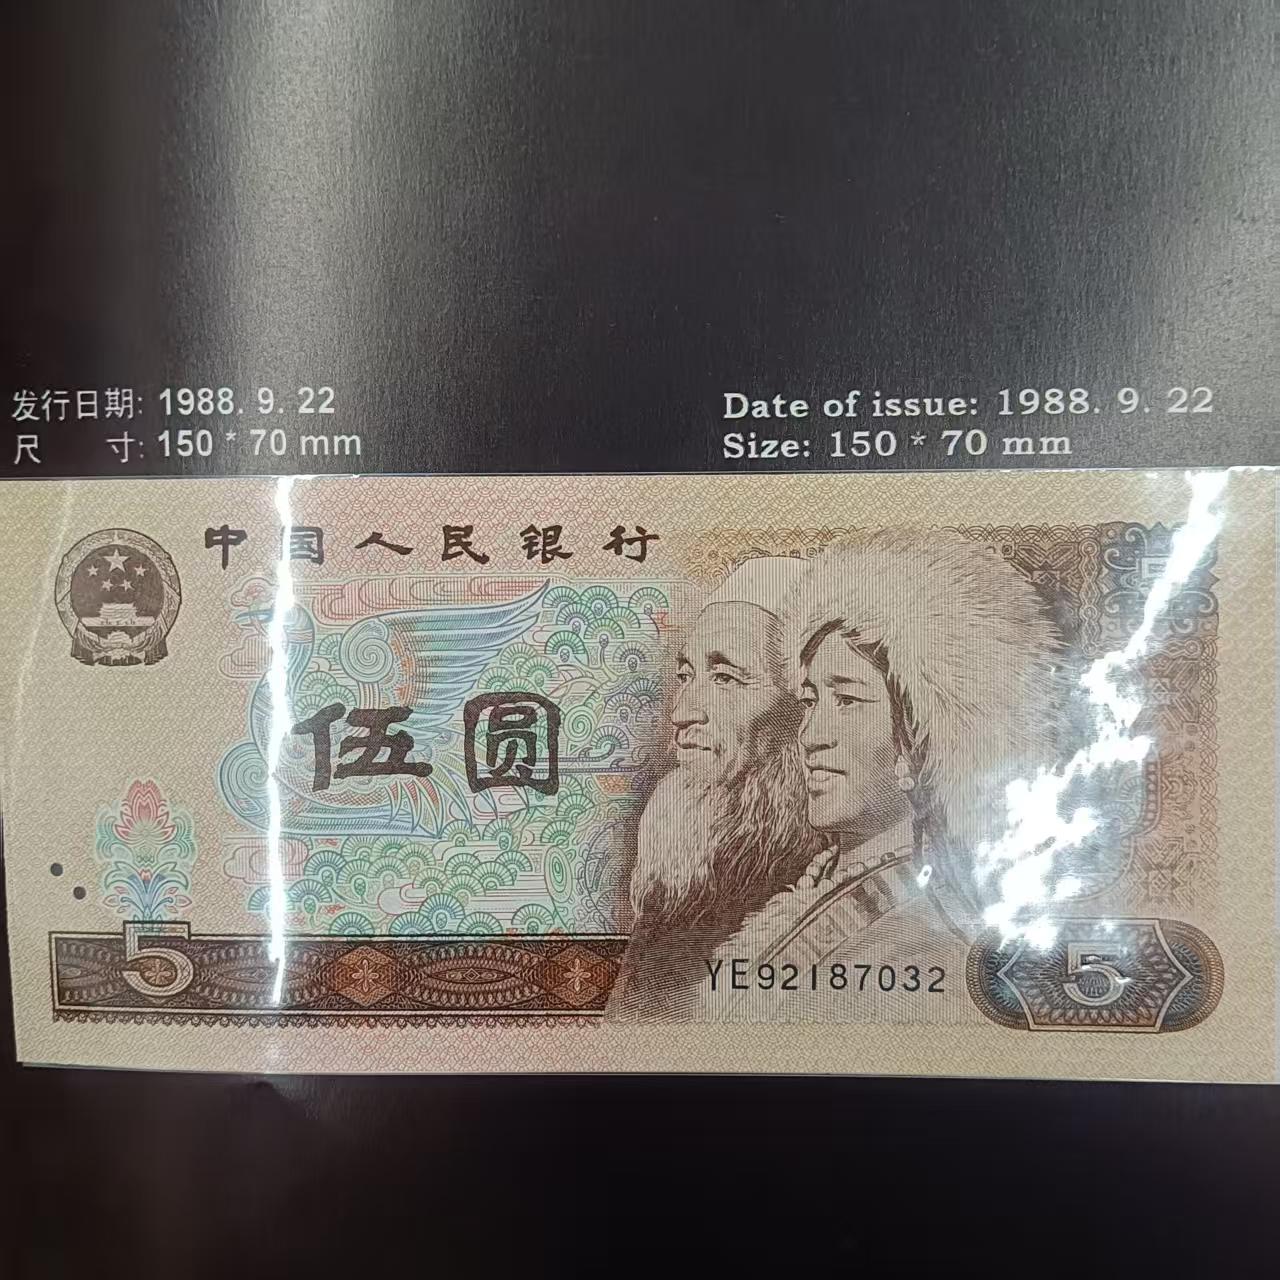 发行日期: 1988. 9. 22
尺 寸: 150 * 70 mm
Date of issue: 1988. 9. 22
Size: 150 * 70 mm
中国人民银行
伍圆
5
YE92187032
5